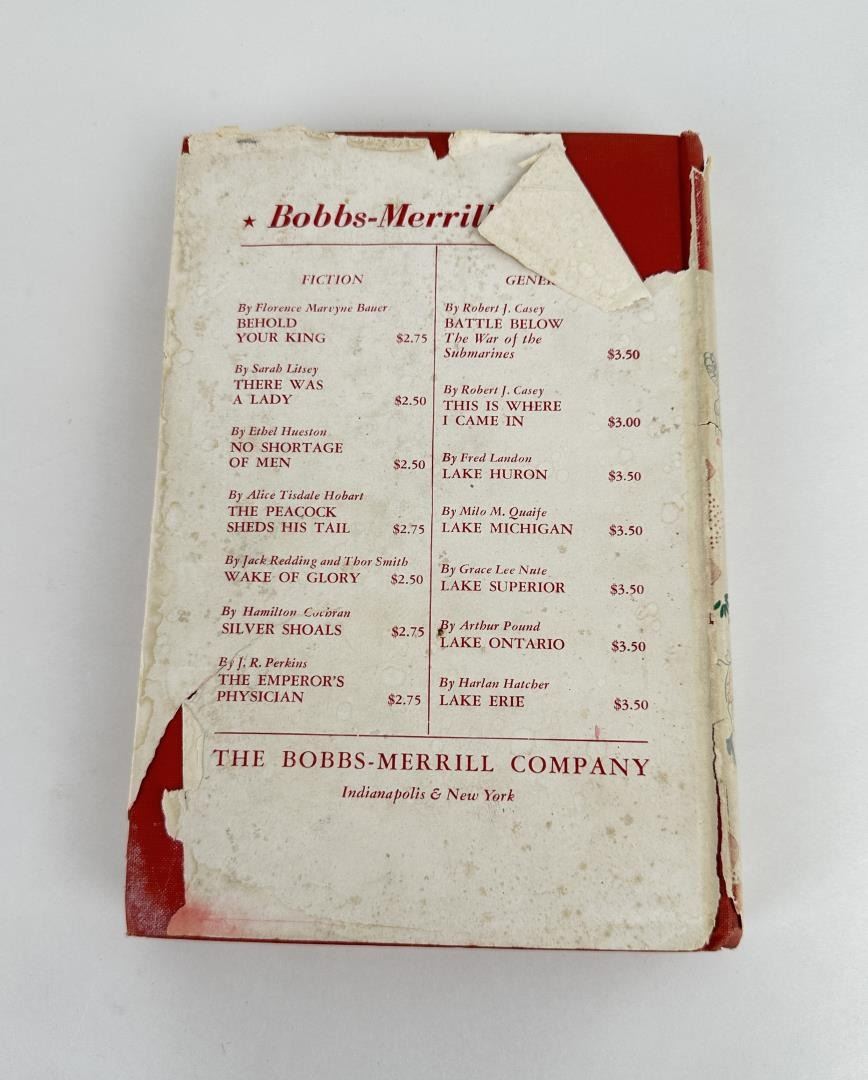 ★ Bobbs-Merrill
FICTION
By Florence Marvyne Bauer
BEHOLD
YOUR KING $2.75
By Sarah Litsey
THERE WAS
A LADY $2.50
By Ethel Hueston
NO SHORTAGE
OF MEN $2.50
By Alice Tisdale Hobart
THE PEACOCK
SHEDS HIS TAIL $2.75
By Jack Redding and Thor Smith
WAKE OF GLORY $2.50
By Hamilton Cochran
SILVER SHOALS $2.75
By J. R. Perkins
THE EMPEROR'S
PHYSICIAN $2.75
GENER
By Robert J. Casey
BATTLE BELOW
The War of the
Submarines $3.50
By Robert J. Casey
THIS IS WHERE
I CAME IN $3.00
By Fred Landon
LAKE HURON $3.50
By Milo M. Quaife
LAKE MICHIGAN $3.50
By Grace Lee Nute
LAKE SUPERIOR $3.50
By Arthur Pound
LAKE ONTARIO $3.50
By Harlan Hatcher
LAKE ERIE $3.50
THE BOBBS-MERRILL COMPANY
Indianapolis & New York